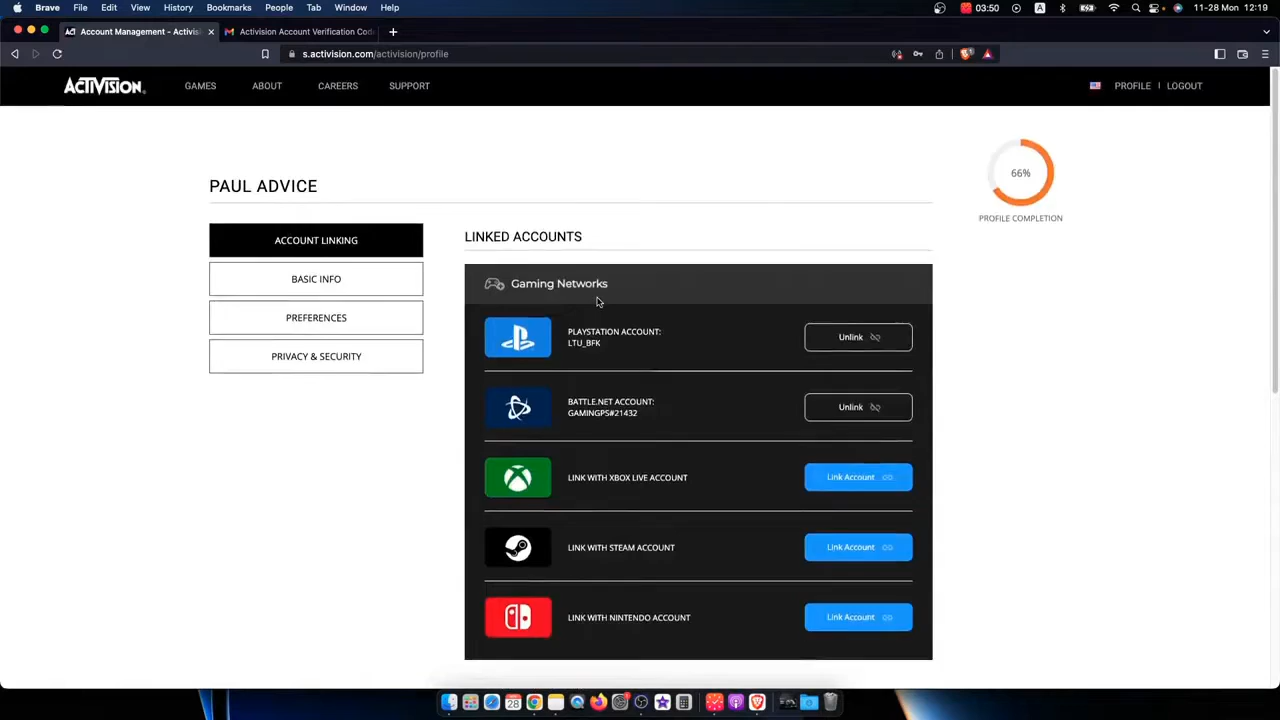 Brave File Edit View History Bookmarks People Tab Window Help 03:50 A 11-28 Mon 12:19
Account Management - Activisi Activision Account Verification Code
s.activision.com/activate/profile
ACTIVISION. GAMES ABOUT CAREERS SUPPORT PROFILE | LOGOUT
66%
PROFILE COMPLETION
PAUL ADVICE
ACCOUNT LINKING
BASIC INFO
PREFERENCES
PRIVACY & SECURITY
LINKED ACCOUNTS
Gaming Networks
PLAYSTATION ACCOUNT:
LTU_BFK
Unlink
BATTLE.NET ACCOUNT:
GAMINGPS#21432
Unlink
LINK WITH XBOX LIVE ACCOUNT
Link Account
LINK WITH STEAM ACCOUNT
Link Account
LINK WITH NINTENDO ACCOUNT
Link Account